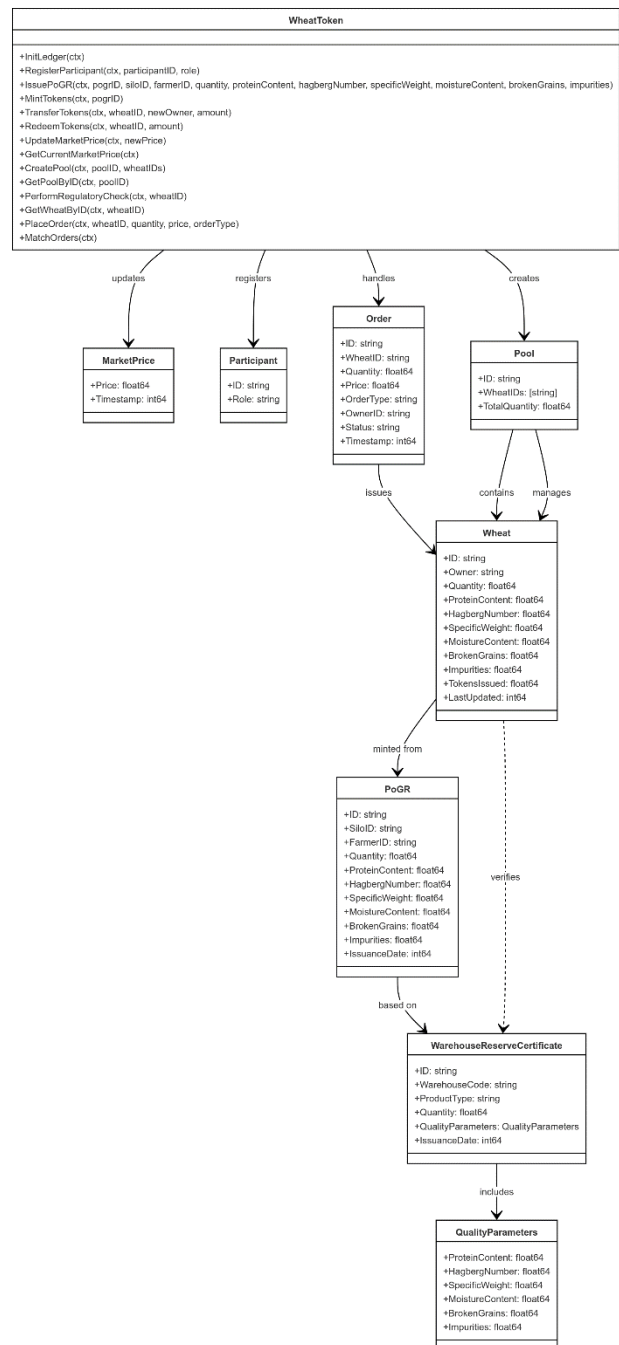 WheatToken
+InitLedger(ctx)
+RegisterParticipant(ctx, participantID, role)
+IssuePoGR(ctx, pogrID, siloID, farmerID, quantity, proteinContent, hagbergNumber, specificWeight, moistureContent, brokenGrains, impurities)
+MintTokens(ctx, pogrID)
+TransferTokens(ctx, wheatID, newOwner, amount)
+RedeemTokens(ctx, wheatID, amount)
+UpdateMarketPrice(ctx, newPrice)
+GetCurrentMarketPrice(ctx)
+CreatePool(ctx, poolID, wheatIDs)
+GetPoolByID(ctx, poolID)
+PerformRegulatoryCheck(ctx, wheatID)
+GetWheatByID(ctx, wheatID)
+PlaceOrder(ctx, wheatID, quantity, price, orderType)
+MatchOrders(ctx)
updates
registers
handles
creates
MarketPrice
+Price: float64
+Timestamp: int64
Participant
+ID: string
+Role: string
Order
+ID: string
+WheatID: string
+Quantity: float64
+Price: float64
+OrderType: string
+OwnerID: string
+Status: string
+Timestamp: int64
Pool
+ID: string
+WheatIDs: [string]
+TotalQuantity: float64
issues
contains
manages
Wheat
+ID: string
+Owner: string
+Quantity: float64
+ProteinContent: float64
+HagbergNumber: float64
+SpecificWeight: float64
+MoistureContent: float64
+BrokenGrains: float64
+Impurities: float64
+TokensIssued: float64
+LastUpdated: int64
minted from
PoGR
+ID: string
+SiloID: string
+FarmerID: string
+Quantity: float64
+ProteinContent: float64
+HagbergNumber: float64
+SpecificWeight: float64
+MoistureContent: float64
+BrokenGrains: float64
+Impurities: float64
+IssuanceDate: int64
verifies
based on
WarehouseReserveCertificate
+ID: string
+WarehouseCode: string
+ProductType: string
+Quantity: float64
+QualityParameters: QualityParameters
+IssuanceDate: int64
includes
QualityParameters
+ProteinContent: float64
+HagbergNumber: float64
+SpecificWeight: float64
+MoistureContent: float64
+BrokenGrains: float64
+Impurities: float64